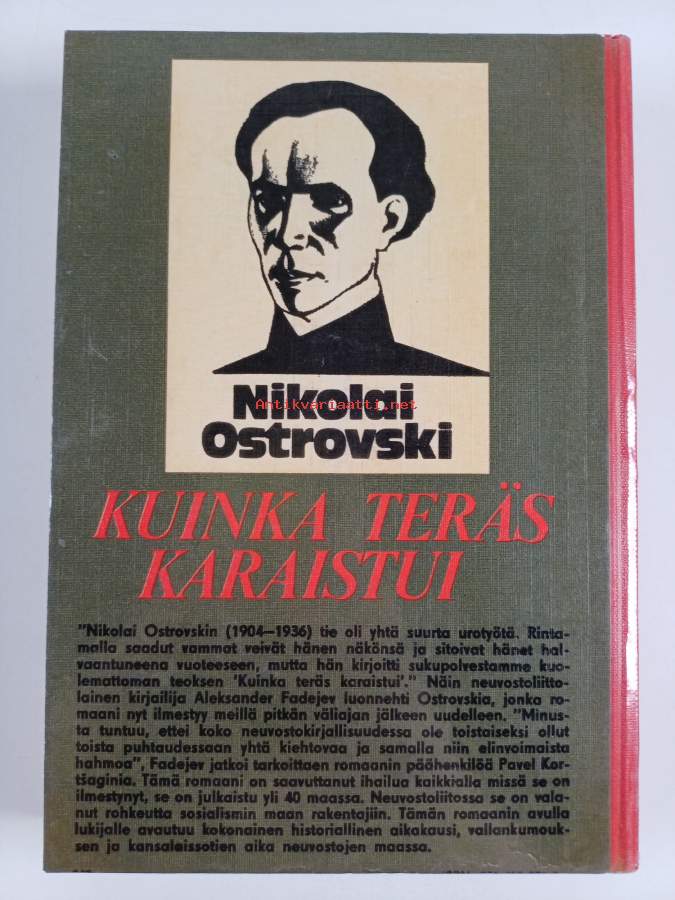 Nikolai
Antikvariaatti.net
Ostrovski
KUINKA TERÄS
KARAISTUI
"Nikolai Ostrovskin (1904—1936) tie oli yhtä suurta urotyötä. Rinta-
malla saadut vammat veivät hänen näkönsä ja sitoivat hänet hal-
vaantuneena vuoteeseen, mutta hän kirjoitti sukupolvestamme kuo-
lemattoman teoksen 'Kuinka teräs karaistui'." Näin neuvostoliitto-
lainen kirjailija Aleksander Fadejev luonnehti Ostrovskia, jonka ro-
maani nyt ilmestyy meillä pitkän väliajan jälkeen uudelleen. "Minus-
ta tuntuu, ettei koko neuvostokirjallisuudessa ole toistaiseksi ollut
toista puhtaudessaan yhtä kiehtovaa ja samalla niin elinvoimaista
hahmoa", Fadejev jatkoi tarkoittaen romaanin päähenkilöä Pavel Kor-
tšaginia. Tämä romaani on saavuttanut ihailua kaikkialla missä se on
ilmestynyt, se on julkaistu yli 40 maassa. Neuvostoliitossa se on vala-
nut rohkeutta sosialismin maan rakentajiin. Tämän romaanin avulla
lukijalle avautuu kokonainen historiallinen aikakausi, vallankumouk-
sen ja kansalaissotien aika neuvostojen maassa.